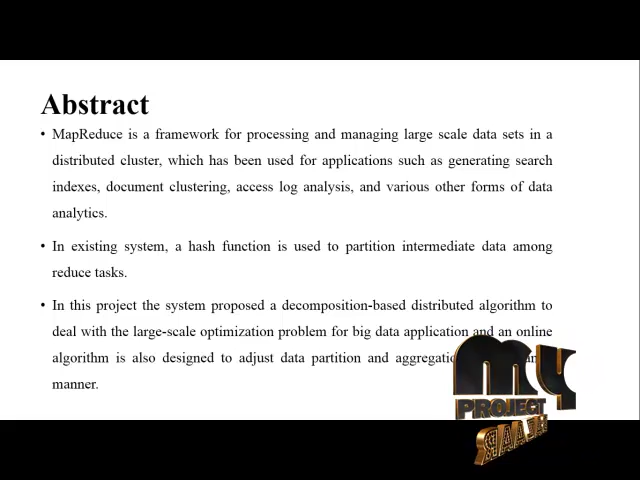 Abstract
• MapReduce is a framework for processing and managing large scale data sets in a
distributed cluster, which has been used for applications such as generating search
indexes, document clustering, access log analysis, and various other forms of data
analytics.
• In existing system, a hash function is used to partition intermediate data among
reduce tasks.
• In this project the system proposed a decomposition-based distributed algorithm to
deal with the large-scale optimization problem for big data application and an online
algorithm is also designed to adjust data partition and
manner.
MY
PROJECT